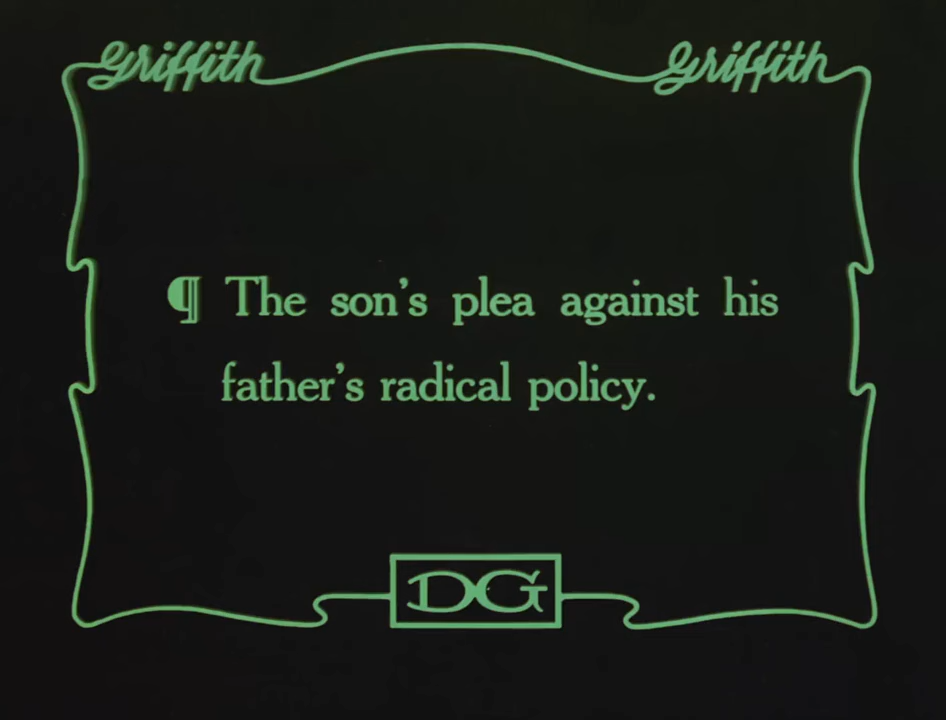 Griffith Griffith
¶ The son's plea against his
father's radical policy.
DG